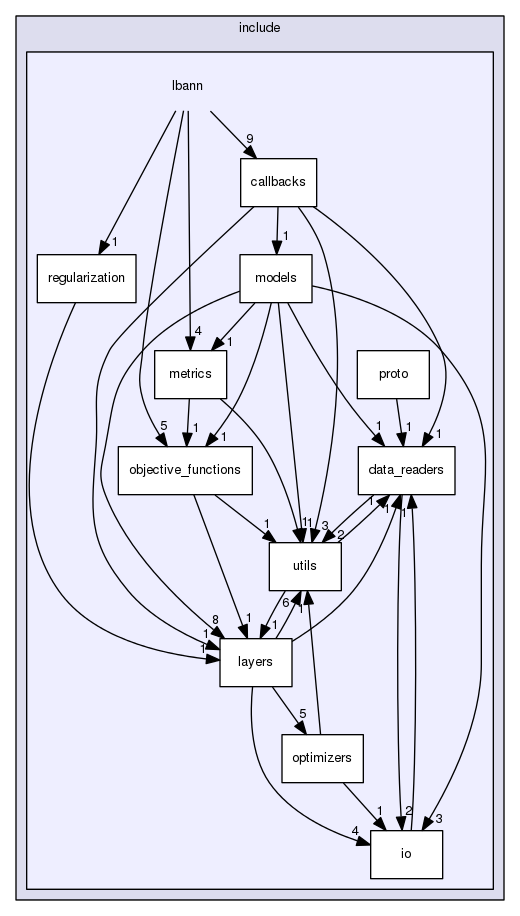 include
lbann
9
callbacks
1
1
regularization
models
4
1
metrics
proto
5
1
1
1
1
1
objective_functions
data_readers
1
1
1
1
3
2
1
1
utils
6
1
8
1
1
1
1
layers
5
optimizers
1
2
4
3
io